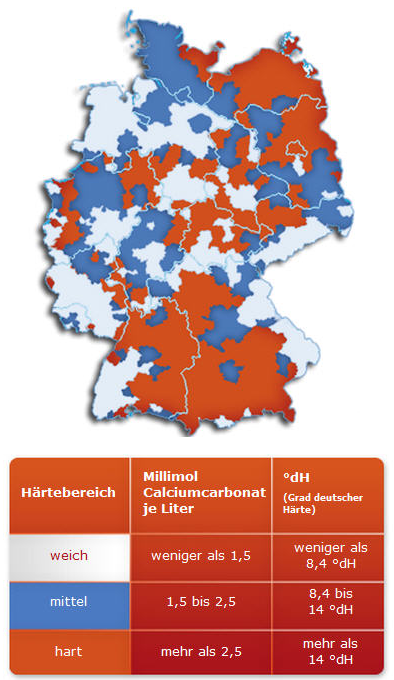 Härtebereich
Millimol
Calciumcarbonat
je Liter
°dH
(Grad deutscher
Härte)
weich
weniger als 1,5
weniger als
8,4 °dH
mittel
1,5 bis 2,5
8,4 bis
14 °dH
hart
mehr als 2,5
mehr als
14 °dH